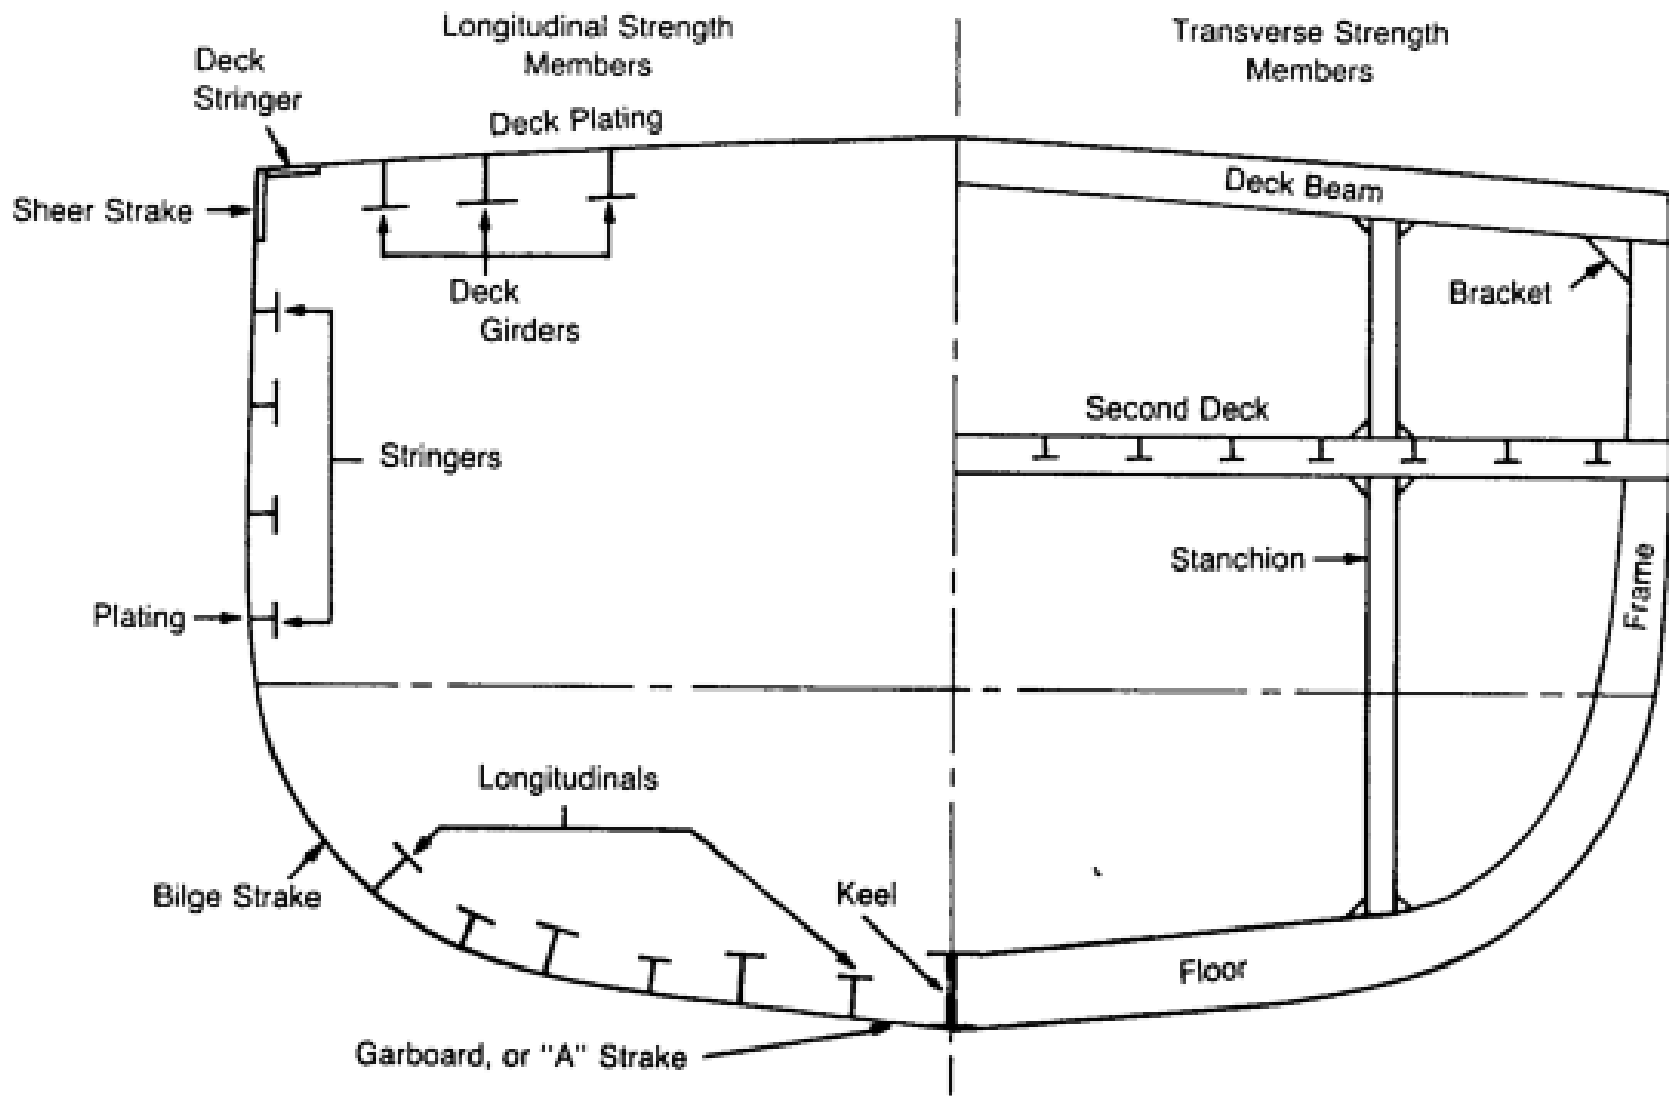 Longitudinal Strength
Members
Transverse Strength
Members
Deck
Stringer
Deck Plating
Deck Beam
Sheer Strake
Deck
Girders
Bracket
Second Deck
Stringers
Stanchion
Frame
Plating
Longitudinals
Bilge Strake
Keel
Floor
Garboard, or "A" Strake